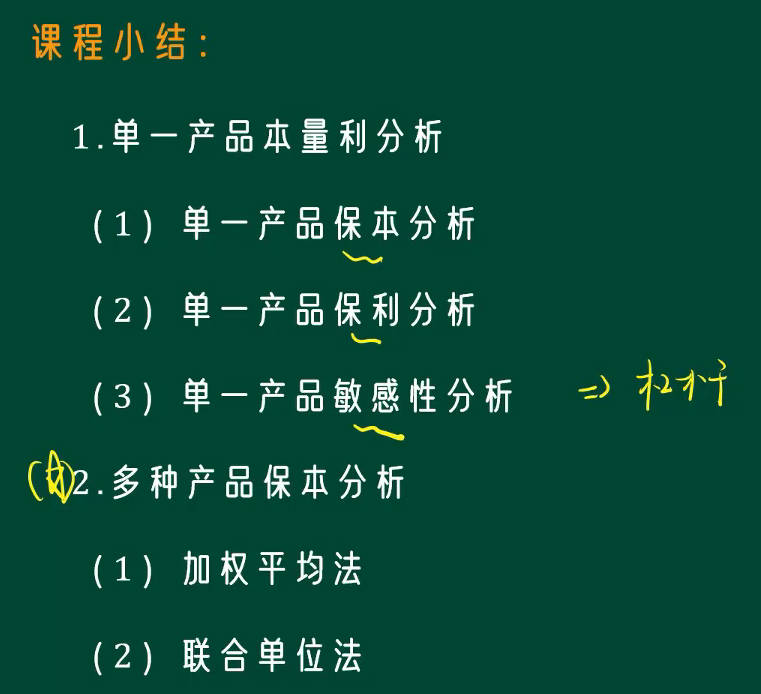 课程小结:
1.单一产品本量利分析
(1) 单一产品保本分析
(2) 单一产品保利分析
(3) 单一产品敏感性分析 => 杠杆
2.多种产品保本分析
(1) 加权平均法
(2) 联合单位法